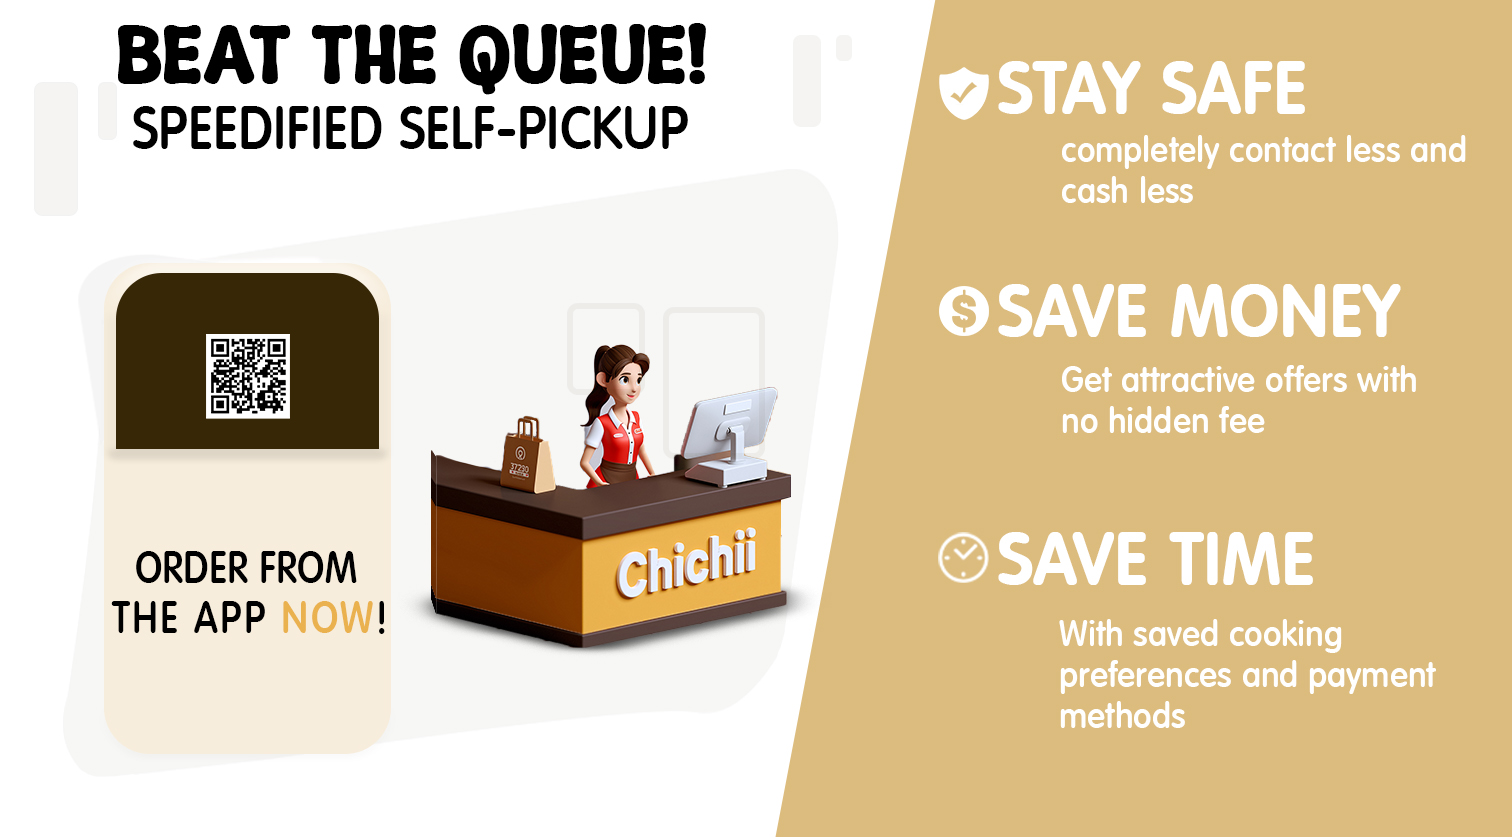 BEAT THE QUEUE!
SPEEDIFIED SELF-PICKUP
ORDER FROM
THE APP NOW!
Chichii
STAY SAFE
completely contact less and
cash less
SAVE MONEY
Get attractive offers with
no hidden fee
SAVE TIME
With saved cooking
preferences and payment
methods